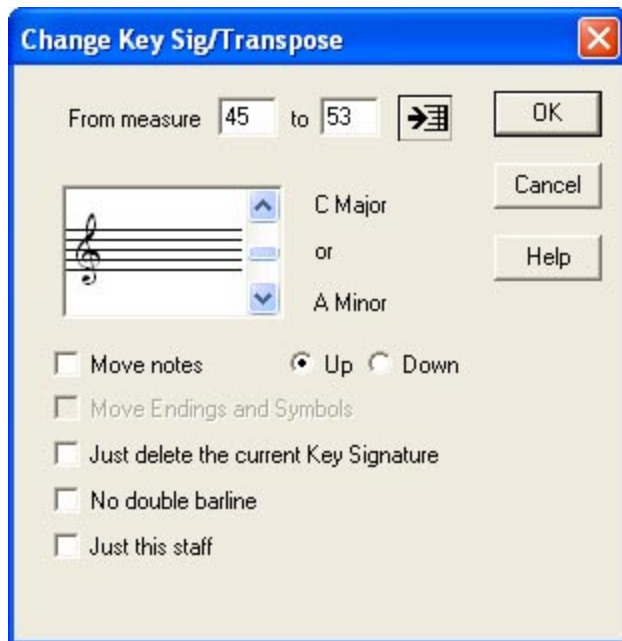 Change Key Sig/Transpose
From measure 45 to 53
OK
Cancel
C Major
or
Help
A Minor
Move notes Up Down
Move Endings and Symbols
Just delete the current Key Signature
No double barline
Just this staff